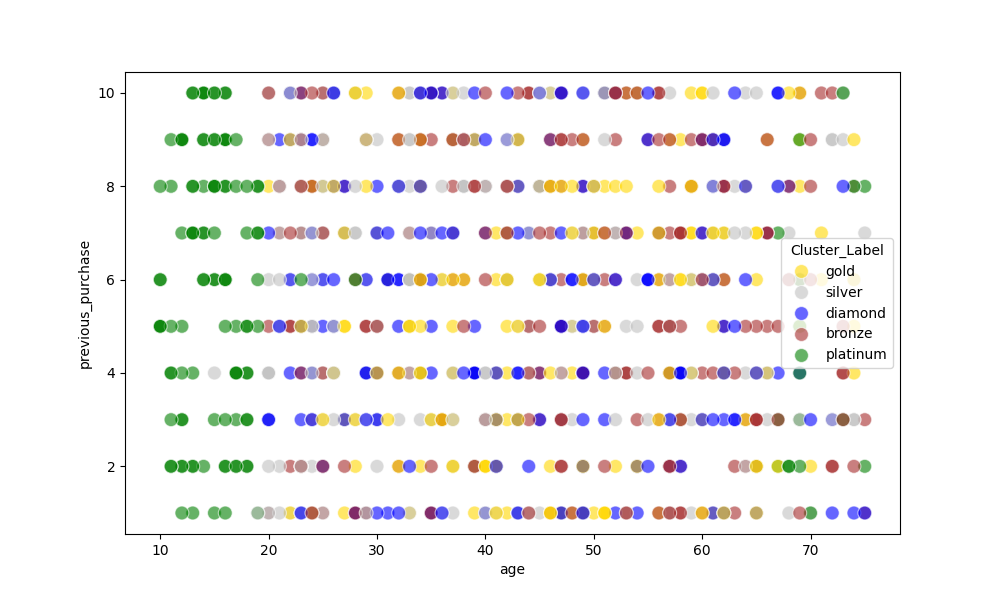 10
8
6
4
2
previous_purchase
Cluster_Label
gold
silver
diamond
bronze
platinum
10 20 30 40 50 60 70
age